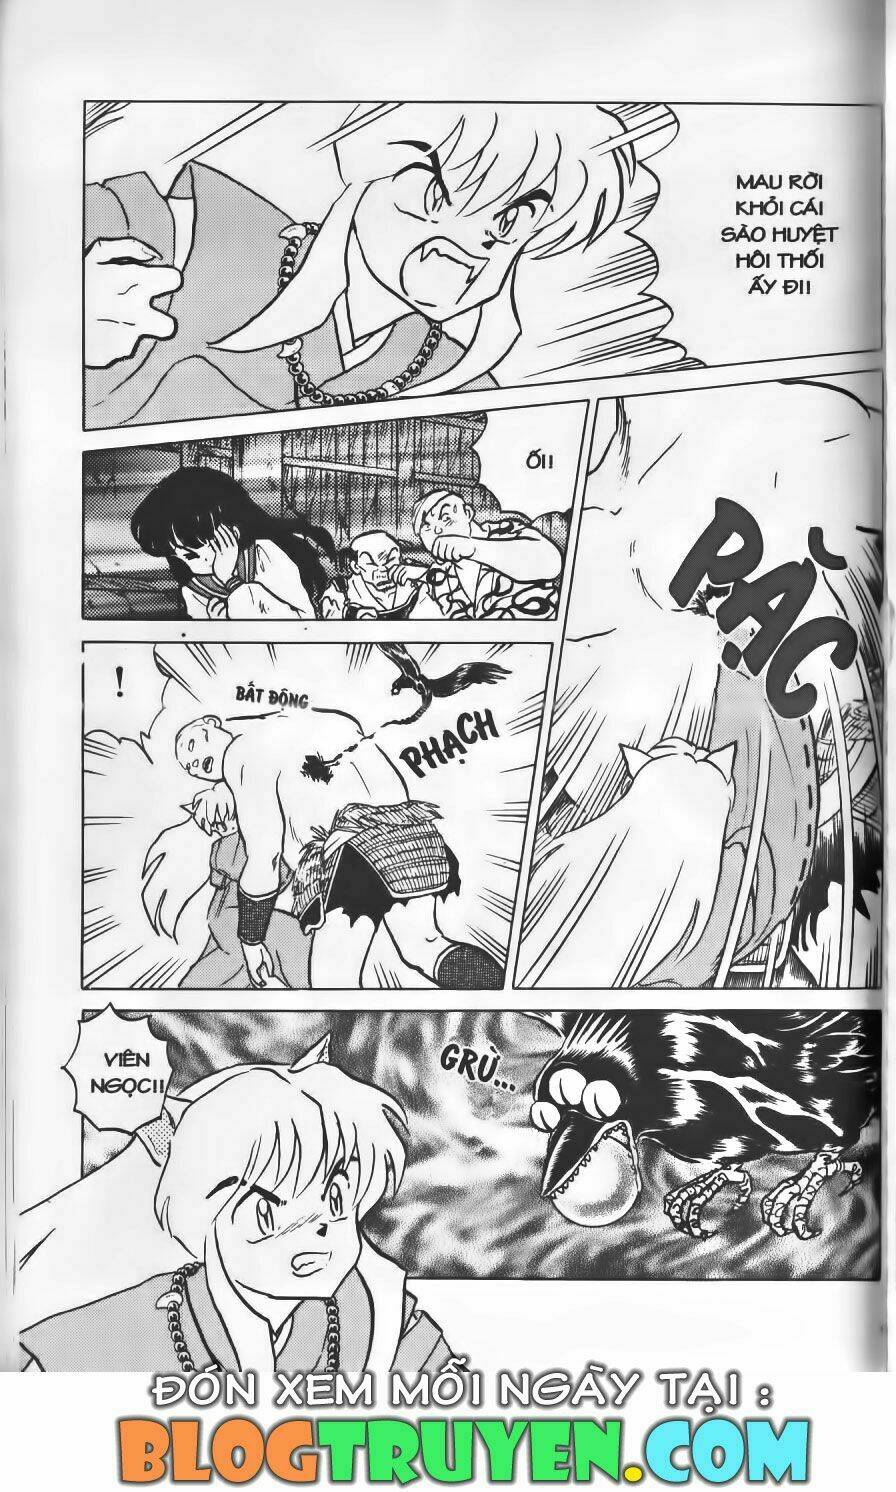 MAU RỜI
KHỎI CÁI
SÀO HUYỆT
HÔI THỐI
ẤY ĐI!!
ỐI!!
PẶC
!
BẤT ĐỘNG
PHẠCH
VIÊN
NGỌC!!
GRÙ...
ĐÓN XEM MỖI NGÀY TẠI :
BLOGTRUYEN.COM